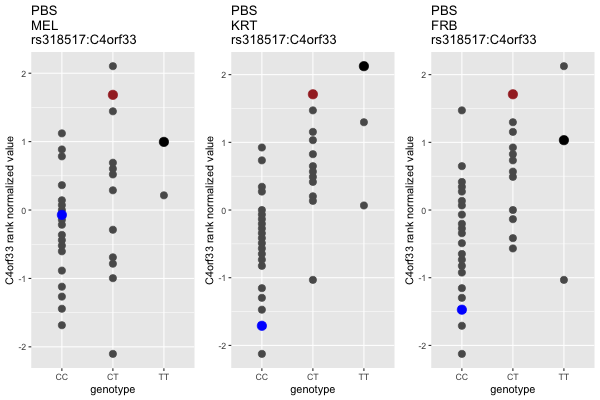 PBS
MEL
rs318517:C4orf33
C4orf33 rank normalized value
2
1
0
-1
-2
CC
CT
TT
genotype
PBS
KRT
rs318517:C4orf33
C4orf33 rank normalized value
2
1
0
-1
-2
CC
CT
TT
genotype
PBS
FRB
rs318517:C4orf33
C4orf33 rank normalized value
2
1
0
-1
-2
CC
CT
TT
genotype